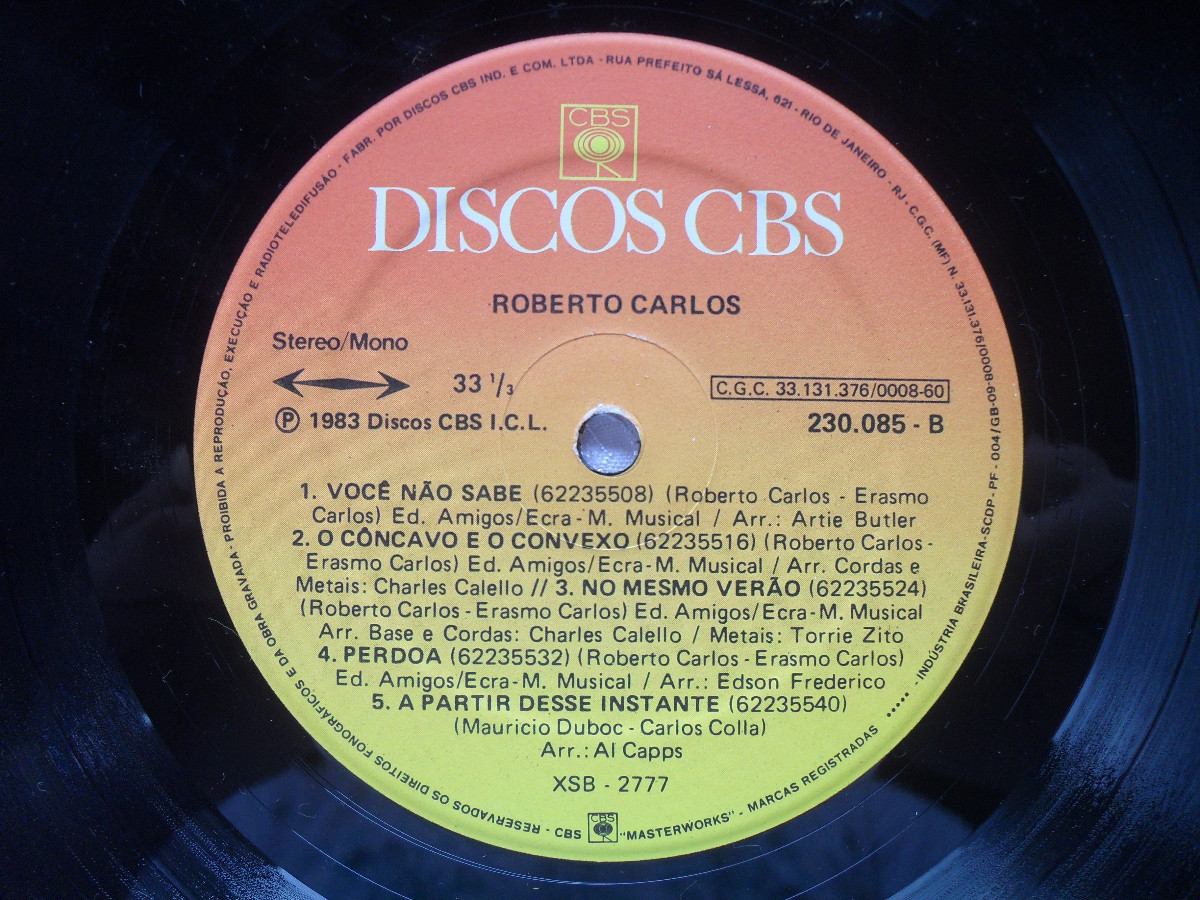 CBS
DISCOS CBS
ROBERTO CARLOS
Stereo/Mono
33 1/3
C.G.C. 33.131.376/0008-60
Ⓟ 1983 Discos CBS I.C.L.
230.085 - B
1. VOCÊ NÃO SABE (62235508) (Roberto Carlos - Erasmo
Carlos) Ed. Amigos/Ecra-M. Musical / Arr.: Artie Butler
2. O CÔNCAVO E O CONVEXO (62235516) (Roberto Carlos -
Erasmo Carlos) Ed. Amigos/Ecra-M. Musical / Arr. Cordas e
Metais: Charles Calello // 3. NO MESMO VERÃO (62235524)
(Roberto Carlos - Erasmo Carlos) Ed. Amigos/Ecra-M. Musical
Arr. Base e Cordas: Charles Calello / Metais: Torrie Zito
4. PERDOA (62235532) (Roberto Carlos - Erasmo Carlos)
Ed. Amigos/Ecra-M. Musical / Arr.: Edson Frederico
5. A PARTIR DESSE INSTANTE (62235540)
(Mauricio Duboc - Carlos Colla)
Arr.: Al Capps
XSB - 2777
RESERVADOS OS DIREITOS FONOGRÁFICOS E DA OBRA GRAVADA - PROIBIDA A REPRODUÇÃO, EXECUÇÃO E RADIOTELEDIFUSÃO - FABR. POR DISCOS CBS IND. E COM. LTDA - RUA PREFEITO SÁ LESSA, 621 - RIO DE JANEIRO - RJ - C.G.C. (MF) N. 33.131.376/0008-60 - SCDP - PF - 004/GB-09-80 - INDÚSTRIA BRASILEIRA - ..... MARCAS REGISTRADAS - "MASTERWORKS" - CBS CBS -